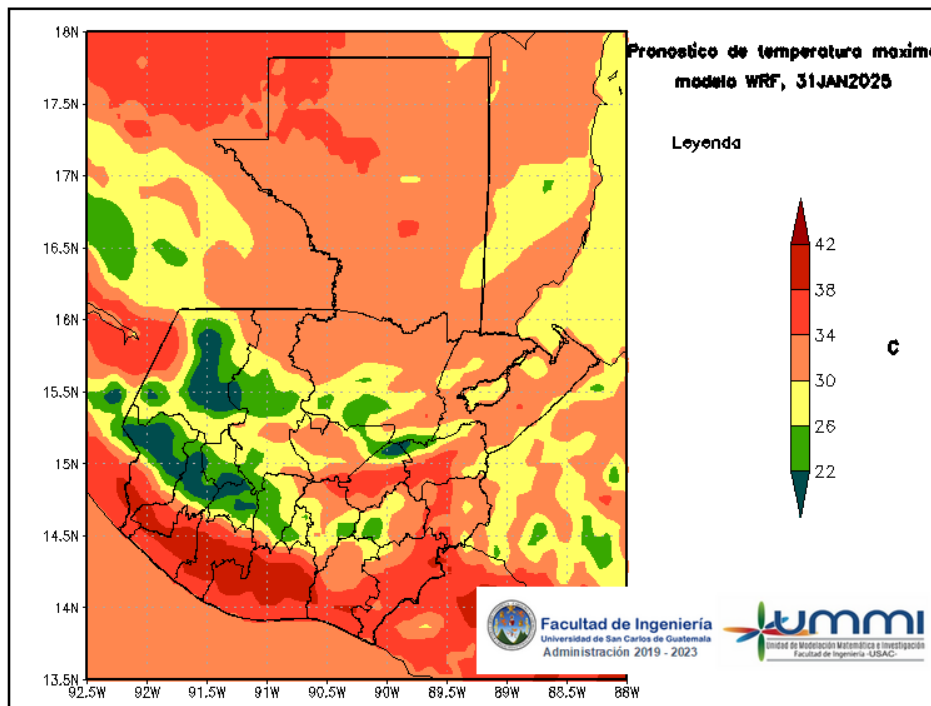 Pronostico de temperatura maxima
modelo WRF, 31JAN2025
Leyenda
18N
17.5N
17N
16.5N
16N
15.5N
15N
14.5N
14N
13.5N
92.5W 92W 91.5W 91W 90.5W 90W 89.5W 89W 88.5W 88W
42
38
34
30
26
22
C
Facultad de Ingeniería
Universidad de San Carlos de Guatemala
Administración 2019 - 2023
ummi
Unidad de Modelación Matemática e Investigación
Facultad de Ingeniería -USAC-